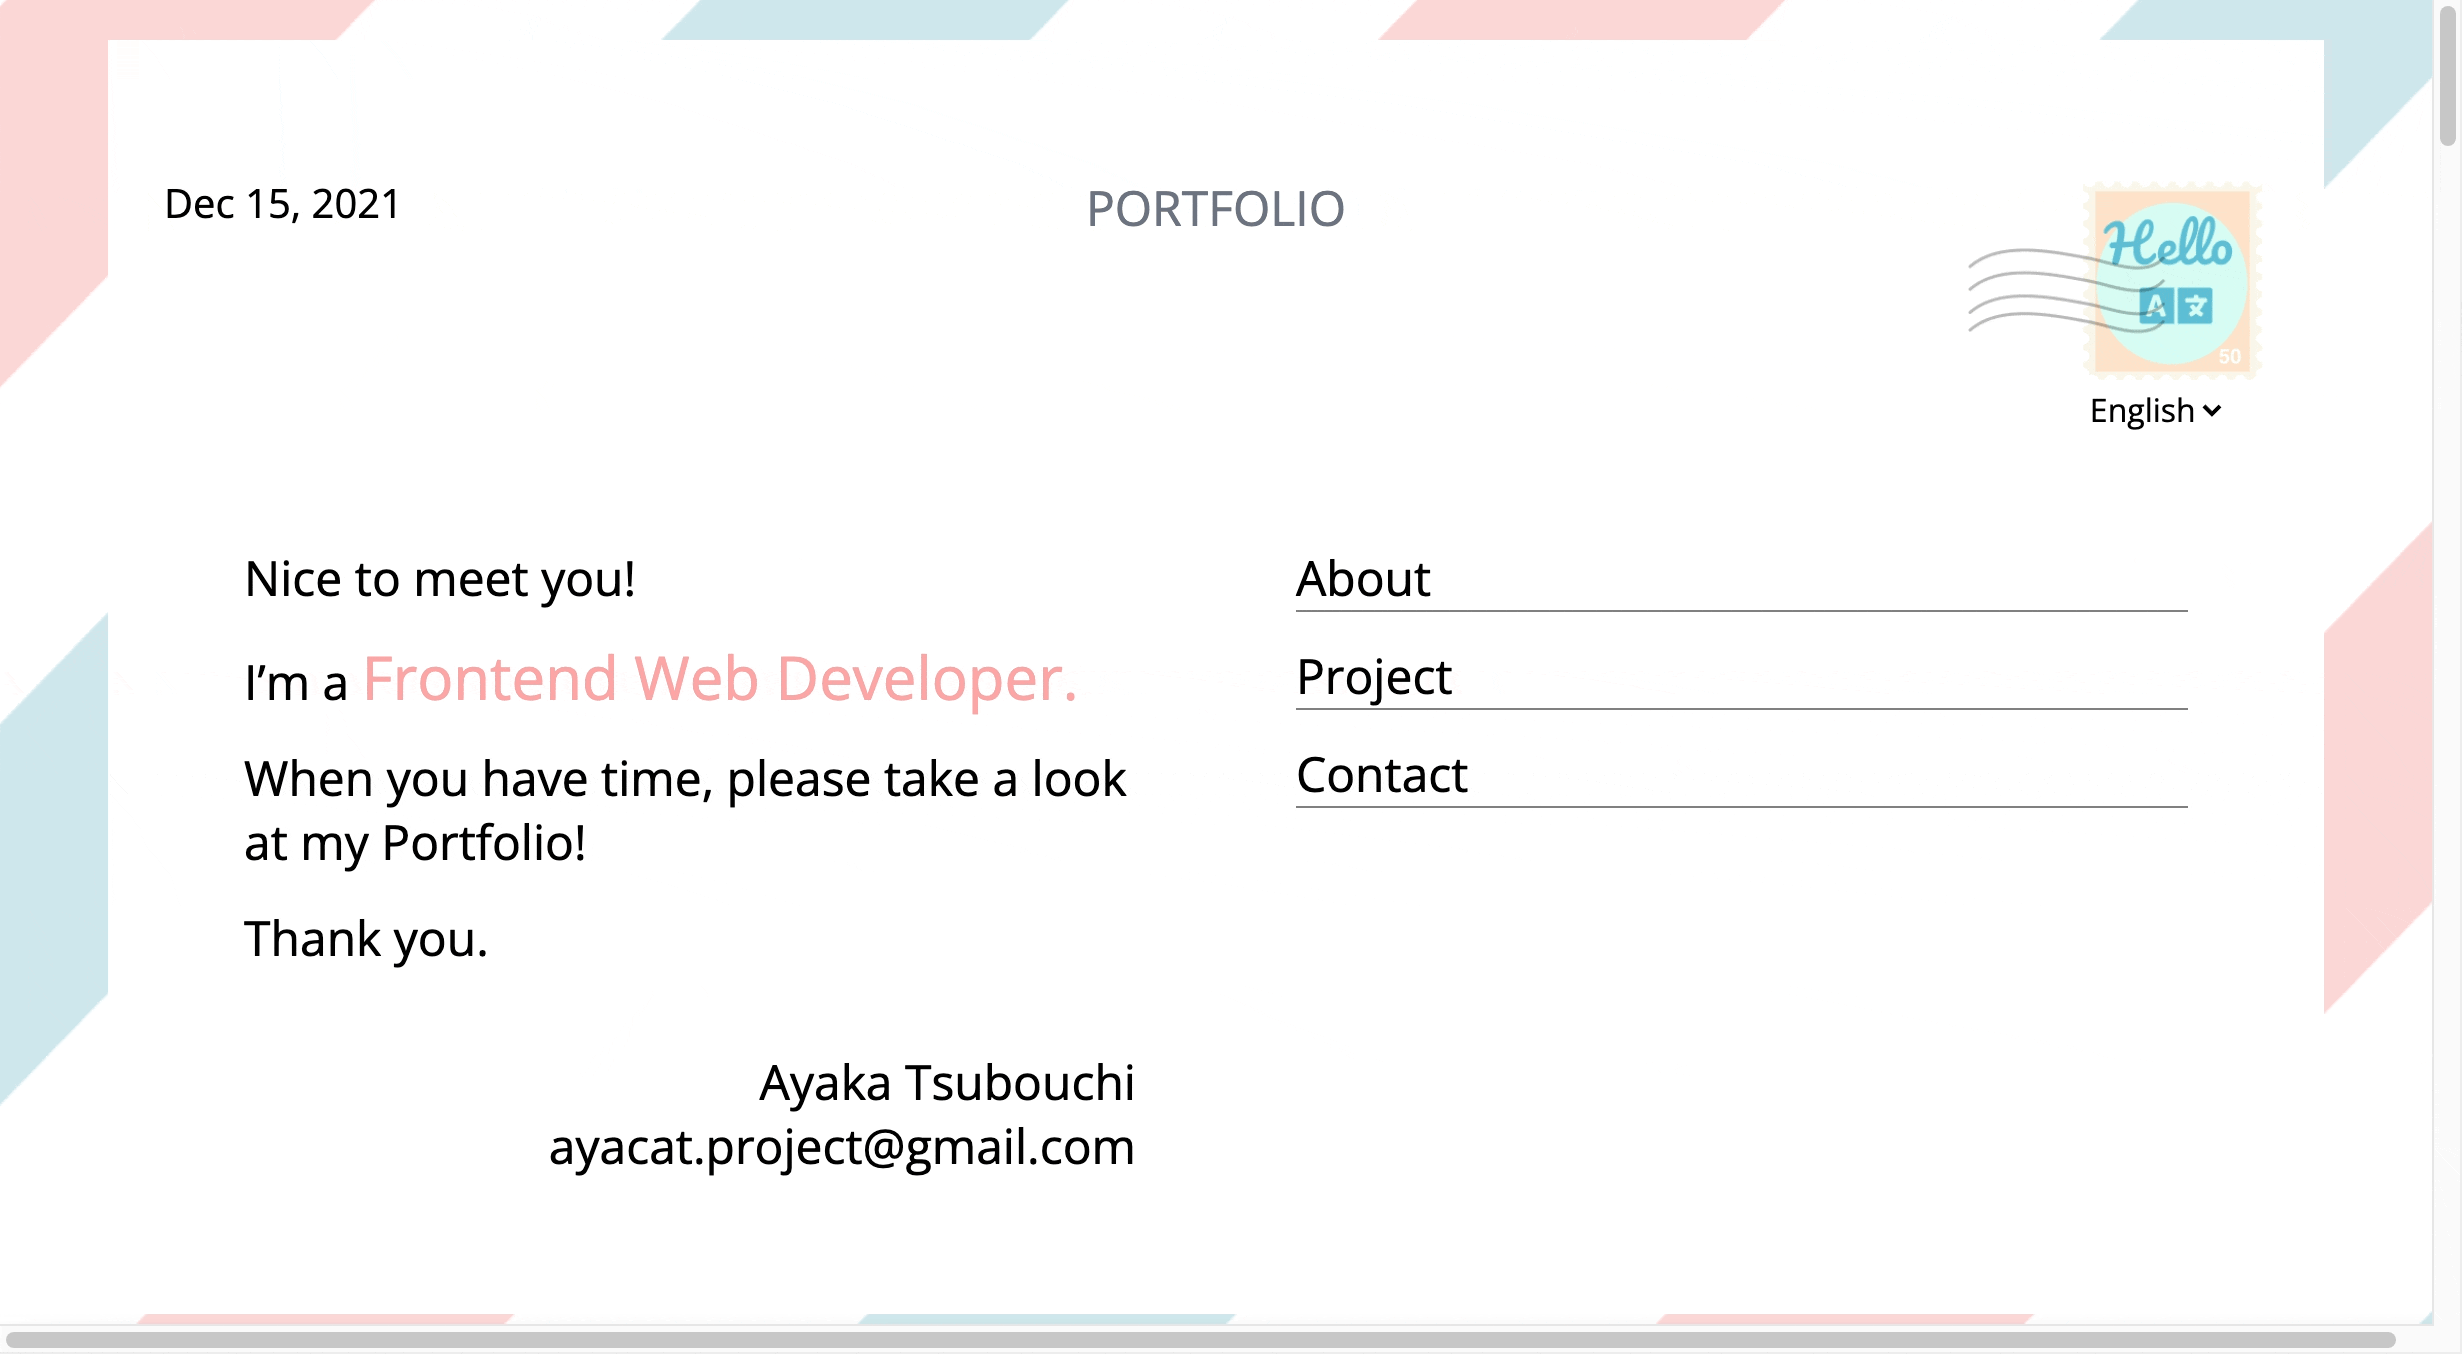 Dec 15, 2021
PORTFOLIO
Hello
A 文
50
English
Nice to meet you!
I’m a Frontend Web Developer.
When you have time, please take a look
at my Portfolio!
Thank you.
Ayaka Tsubouchi
ayacat.project@gmail.com
About
Project
Contact